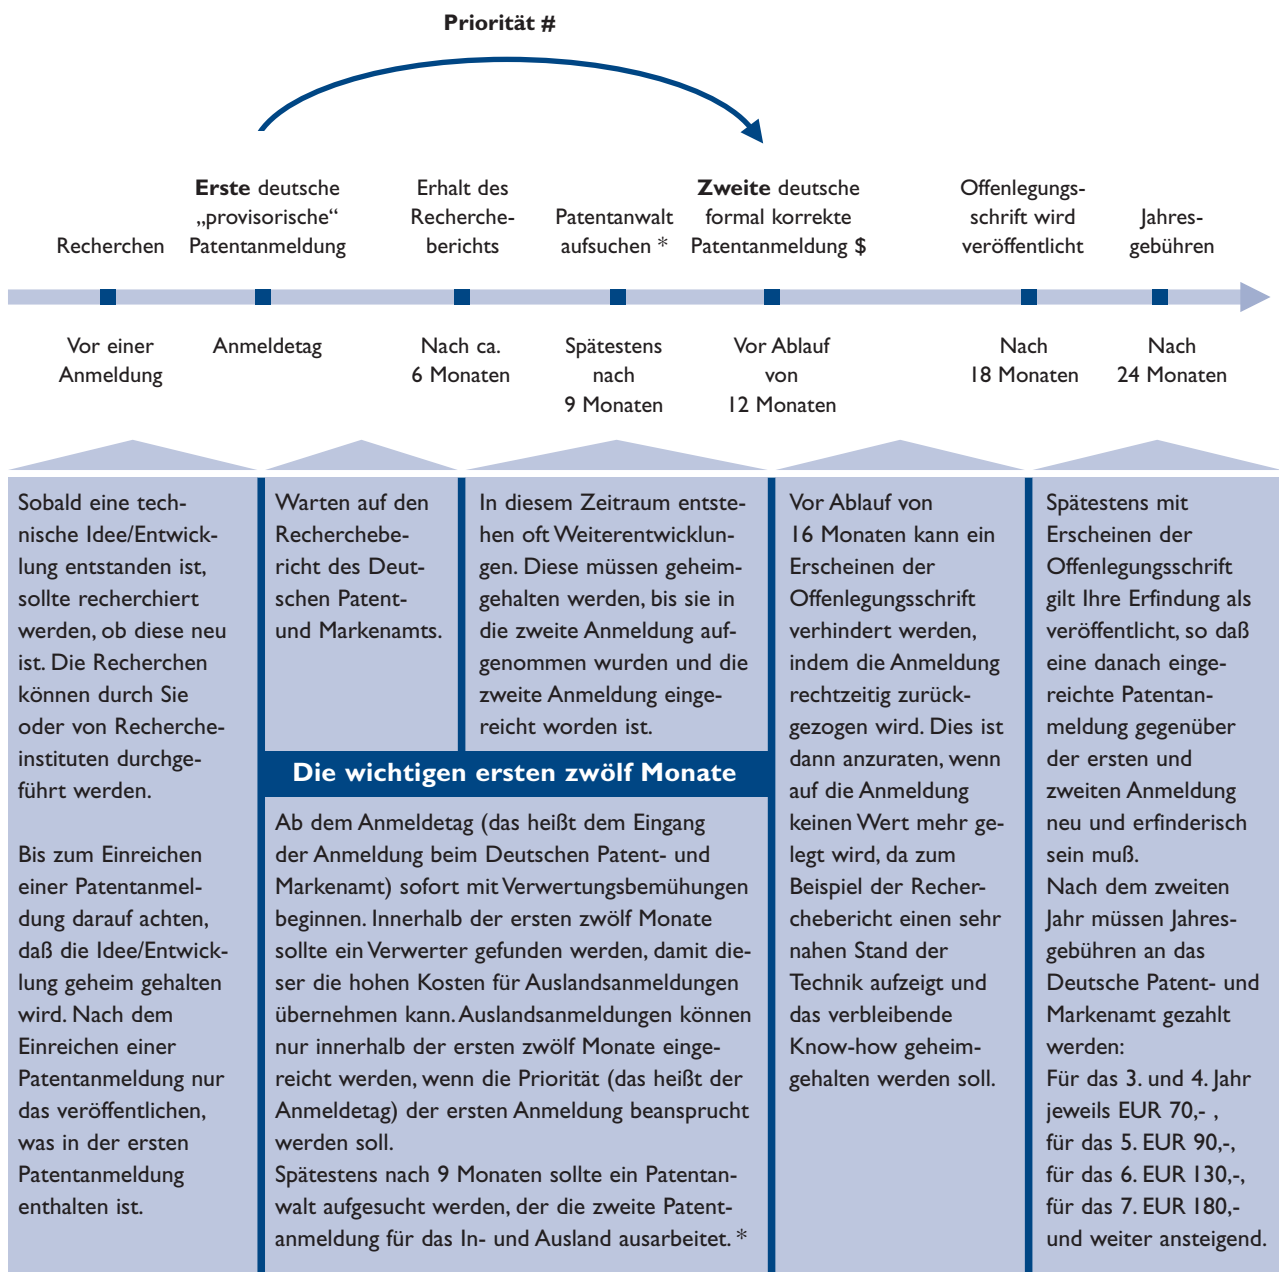 Priorität #
Recherchen
Erste deutsche
„provisorische“
Patentanmeldung
Erhalt des
Recherche-
berichts
Patentanwalt
aufsuchen *
Zweite deutsche
formal korrekte
Patentanmeldung $
Offenlegungs-
schrift wird
veröffentlicht
Jahres-
gebühren
Vor einer
Anmeldung
Anmeldetag
Nach ca.
6 Monaten
Spätestens
nach
9 Monaten
Vor Ablauf
von
12 Monaten
Nach
18 Monaten
Nach
24 Monaten
Sobald eine tech-
nische Idee/Entwick-
lung entstanden ist,
sollte recherchiert
werden, ob diese neu
ist. Die Recherchen
können durch Sie
oder von Recherche-
instituten durchge-
führt werden.
Bis zum Einreichen
einer Patentanmel-
dung darauf achten,
daß die Idee/Entwick-
lung geheim gehalten
wird. Nach dem
Einreichen einer
Patentanmeldung nur
das veröffentlichen,
was in der ersten
Patentanmeldung
enthalten ist.
Warten auf den
Recherchebe-
richt des Deut-
schen Patent-
und Markenamts.
In diesem Zeitraum entste-
hen oft Weiterentwicklun-
gen. Diese müssen geheim-
gehalten werden, bis sie in
die zweite Anmeldung auf-
genommen wurden und die
zweite Anmeldung einge-
reicht worden ist.
Die wichtigen ersten zwölf Monate
Ab dem Anmeldetag (das heißt dem Eingang
der Anmeldung beim Deutschen Patent- und
Markenamt) sofort mit Verwertungsbemühungen
beginnen. Innerhalb der ersten zwölf Monate
sollte ein Verwerter gefunden werden, damit die-
ser die hohen Kosten für Auslandsanmeldungen
übernehmen kann. Auslandsanmeldungen können
nur innerhalb der ersten zwölf Monate einge-
reicht werden, wenn die Priorität (das heißt der
Anmeldetag) der ersten Anmeldung beansprucht
werden soll.
Spätestens nach 9 Monaten sollte ein Patentan-
walt aufgesucht werden, der die zweite Patent-
anmeldung für das In- und Ausland ausarbeitet. *
Vor Ablauf von
16 Monaten kann ein
Erscheinen der
Offenlegungsschrift
verhindert werden,
indem die Anmeldung
rechtzeitig zurück-
gezogen wird. Dies ist
dann anzuraten, wenn
auf die Anmeldung
keinen Wert mehr ge-
legt wird, da zum
Beispiel der Recher-
chebericht einen sehr
nahen Stand der
Technik aufzeigt und
das verbleibende
Know-how geheim-
gehalten werden soll.
Spätestens mit
Erscheinen der
Offenlegungsschrift
gilt Ihre Erfindung als
veröffentlicht, so daß
eine danach einge-
reichte Patentan-
meldung gegenüber
der ersten und
zweiten Anmeldung
neu und erfinderisch
sein muß.
Nach dem zweiten
Jahr müssen Jahres-
gebühren an das
Deutsche Patent- und
Markenamt gezahlt
werden:
Für das 3. und 4. Jahr
jeweils EUR 70,- ,
für das 5. EUR 90,-,
für das 6. EUR 130,-,
für das 7. EUR 180,-
und weiter ansteigend.